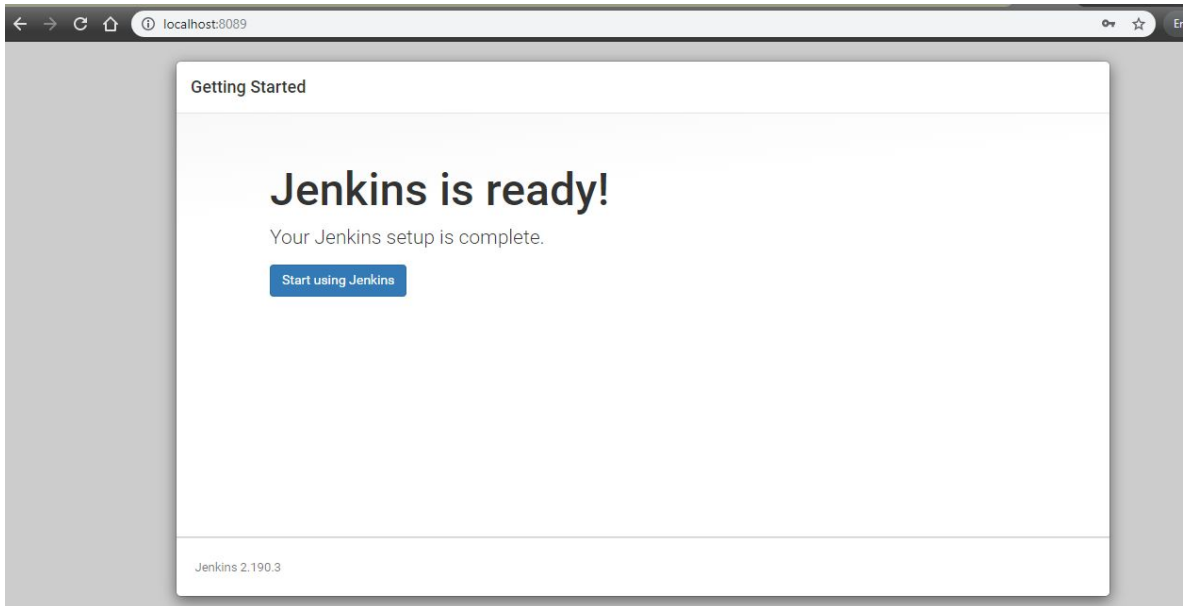 localhost:8089
Getting Started
Jenkins is ready!
Your Jenkins setup is complete.
Start using Jenkins
Jenkins 2.190.3